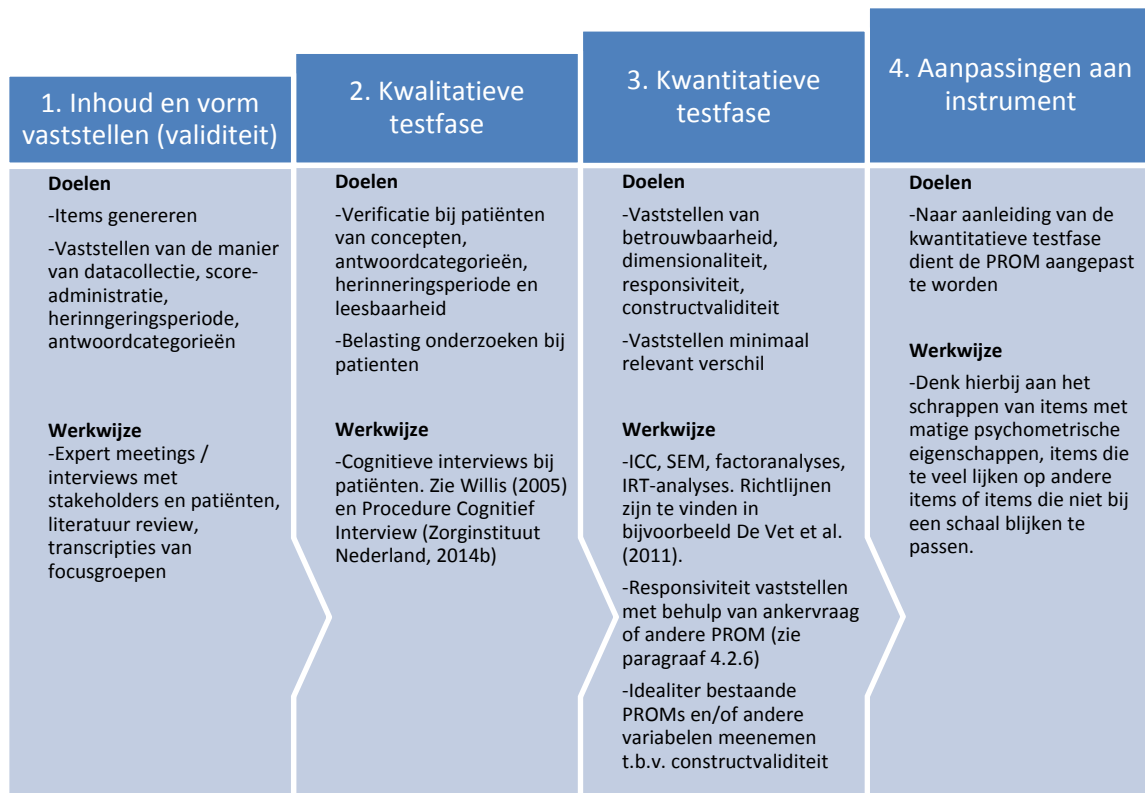 1. Inhoud en vorm
vaststellen (validiteit)
Doelen
-Items genereren
-Vaststellen van de manier
van datacollectie, score-
administratie,
herinngeringsperiode,
antwoordcategorieën
Werkwijze
-Expert meetings /
interviews met
stakeholders en patiënten,
literatuur review,
transcripties van
focusgroepen
2. Kwalitatieve
testfase
Doelen
-Verificatie bij patiënten
van concepten,
antwoordcategorieën,
herinneringsperiode en
leesbaarheid
-Belasting onderzoeken bij
patienten
Werkwijze
-Cognitieve interviews bij
patiënten. Zie Willis (2005)
en Procedure Cognitief
Interview (Zorginstituut
Nederland, 2014b)
3. Kwantitatieve
testfase
Doelen
-Vaststellen van
betrouwbaarheid,
dimensionaliteit,
responsiviteit,
constructvaliditeit
-Vaststellen minimaal
relevant verschil
Werkwijze
-ICC, SEM, factoranalyses,
IRT-analyses. Richtlijnen
zijn te vinden in
bijvoorbeeld De Vet et al.
(2011).
-Responsiviteit vaststellen
met behulp van ankervraag
of andere PROM (zie
paragraaf 4.2.6)
-Idealiter bestaande
PROMs en/of andere
variabelen meenemen
t.b.v. constructvaliditeit
4. Aanpassingen aan
instrument
Doelen
-Naar aanleiding van de
kwantitatieve testfase
dient de PROM aangepast
te worden
Werkwijze
-Denk hierbij aan het
schrappen van items met
matige psychometrische
eigenschappen, items die
te veel lijken op andere
items of items die niet bij
een schaal blijken te
passen.